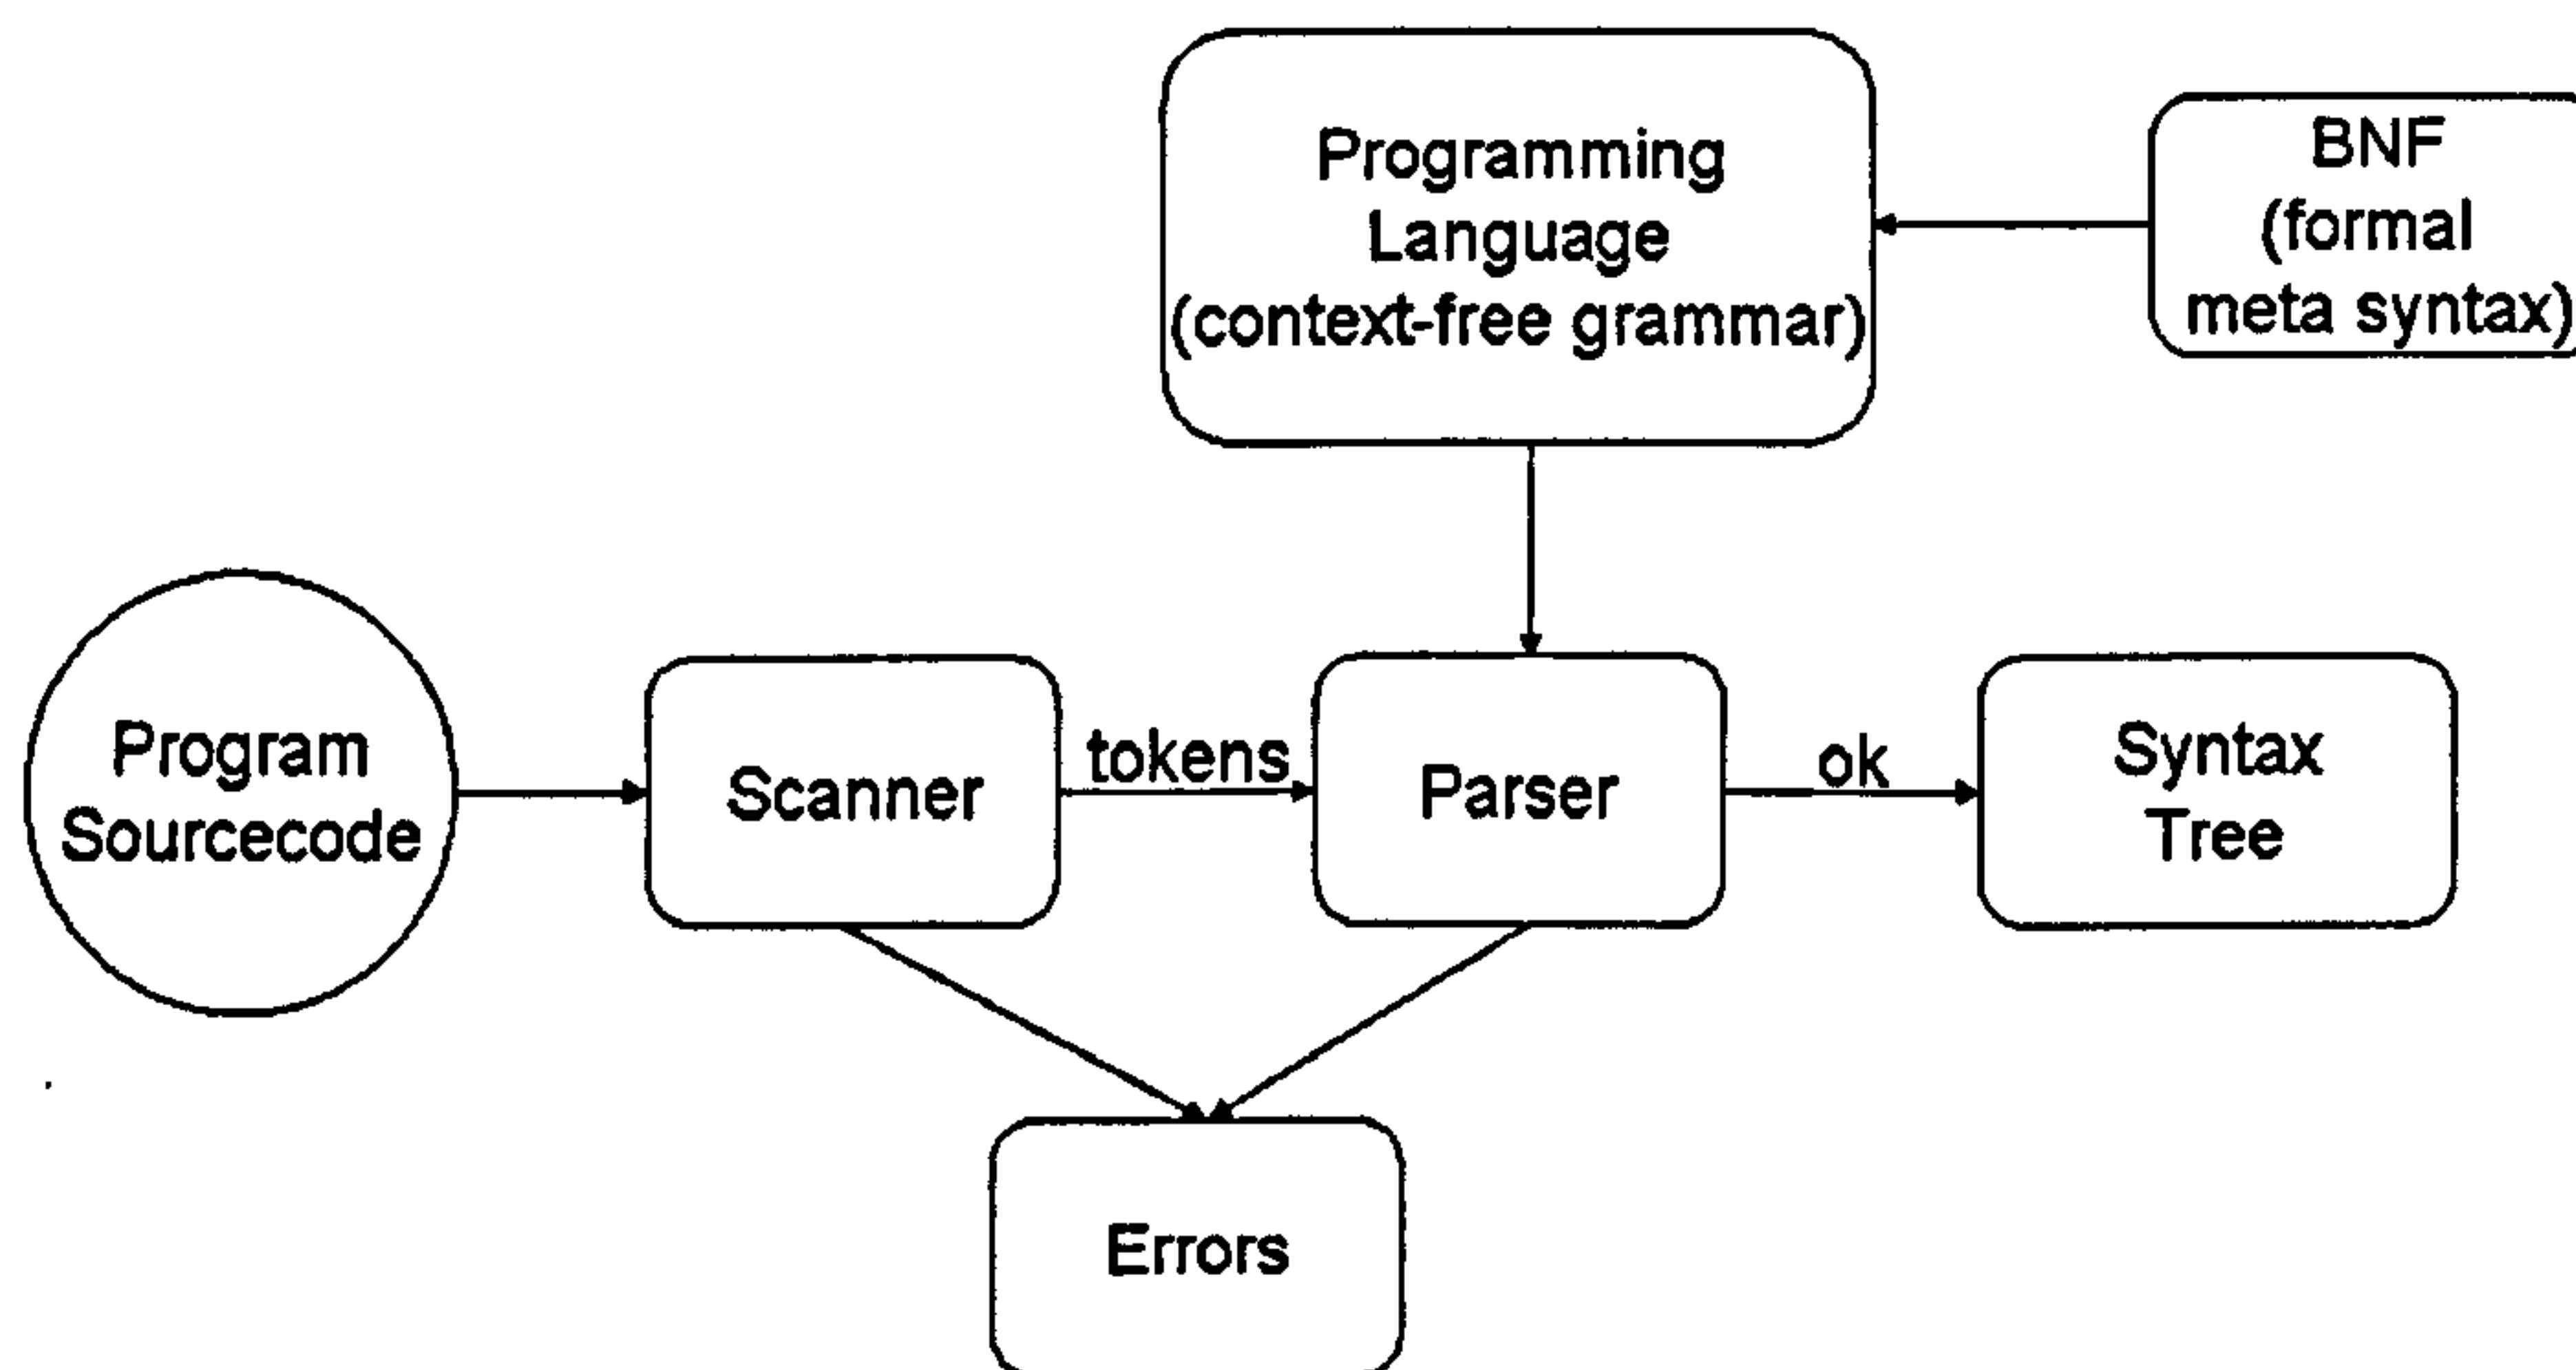 Programming
Language
(context-free grammar)
BNF
(formal
meta syntax)
Program
Sourcecode
Scanner
tokens
Parser
ok
Syntax
Tree
Errors